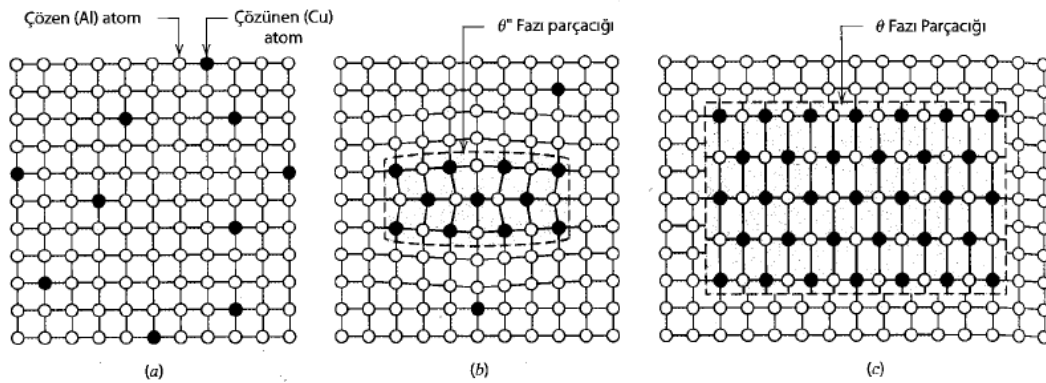 Çözen (Al) atom
Çözünen (Cu)
atom
θ" Fazı parçacığı
θ Fazı Parçacığı
(a)
(b)
(c)